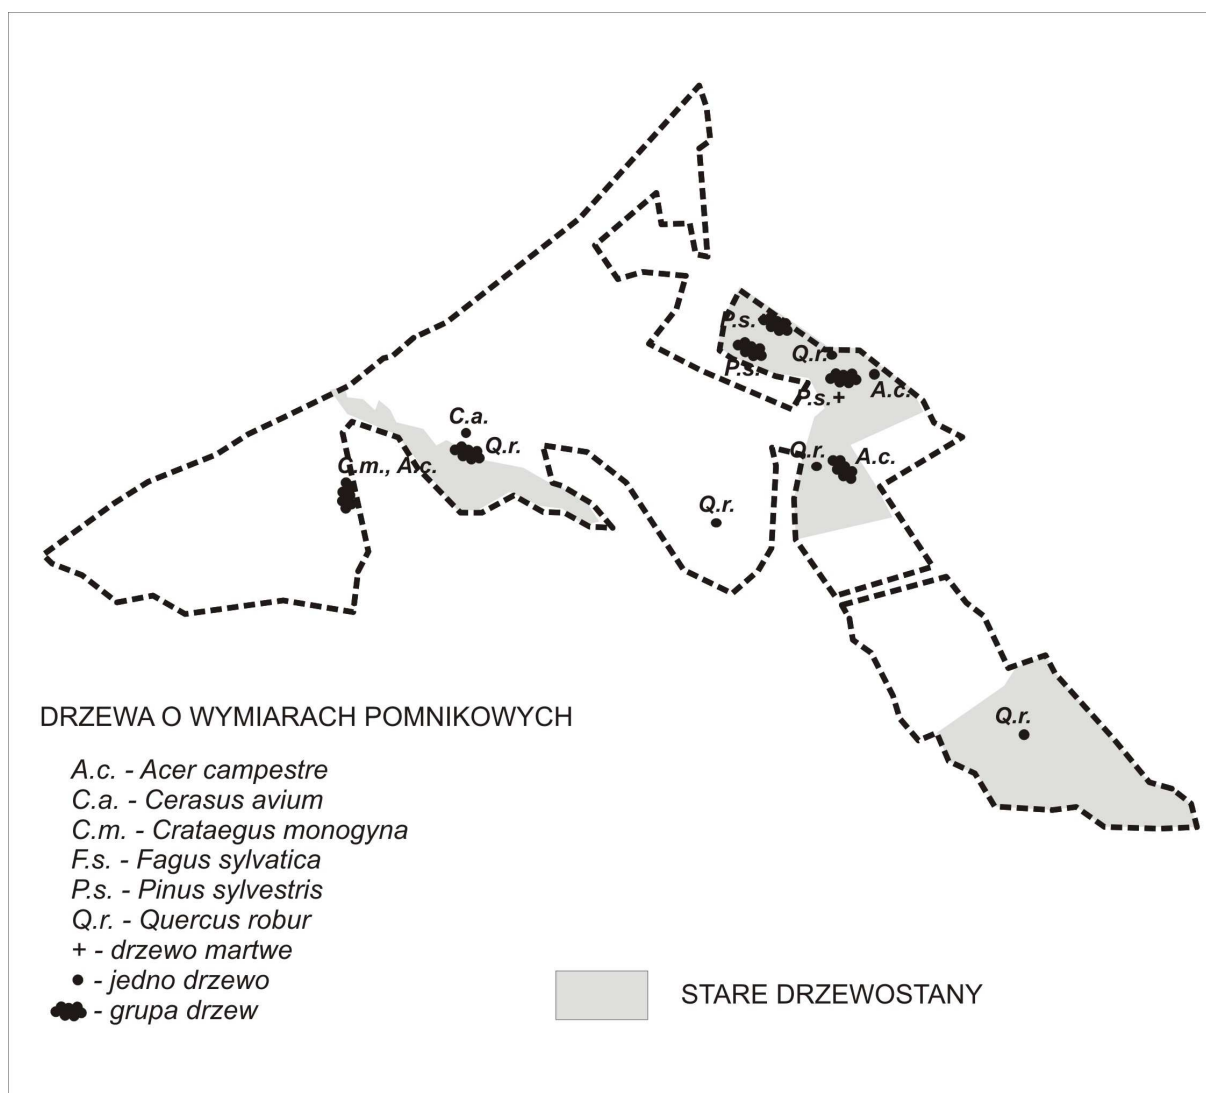 P.s.
Q.r.
P.s.
P.s.+
A.c.
C.a.
Q.r.
Q.r.
A.c.
C.m., A.c.
Q.r.
Q.r.
DRZEWA O WYMIARACH POMNIKOWYCH
A.c. - Acer campestre
C.a. - Cerasus avium
C.m. - Crataegus monogyna
F.s. - Fagus sylvatica
P.s. - Pinus sylvestris
Q.r. - Quercus robur
+ - drzewo martwe
- jedno drzewo
- grupa drzew
STARE DRZEWOSTANY